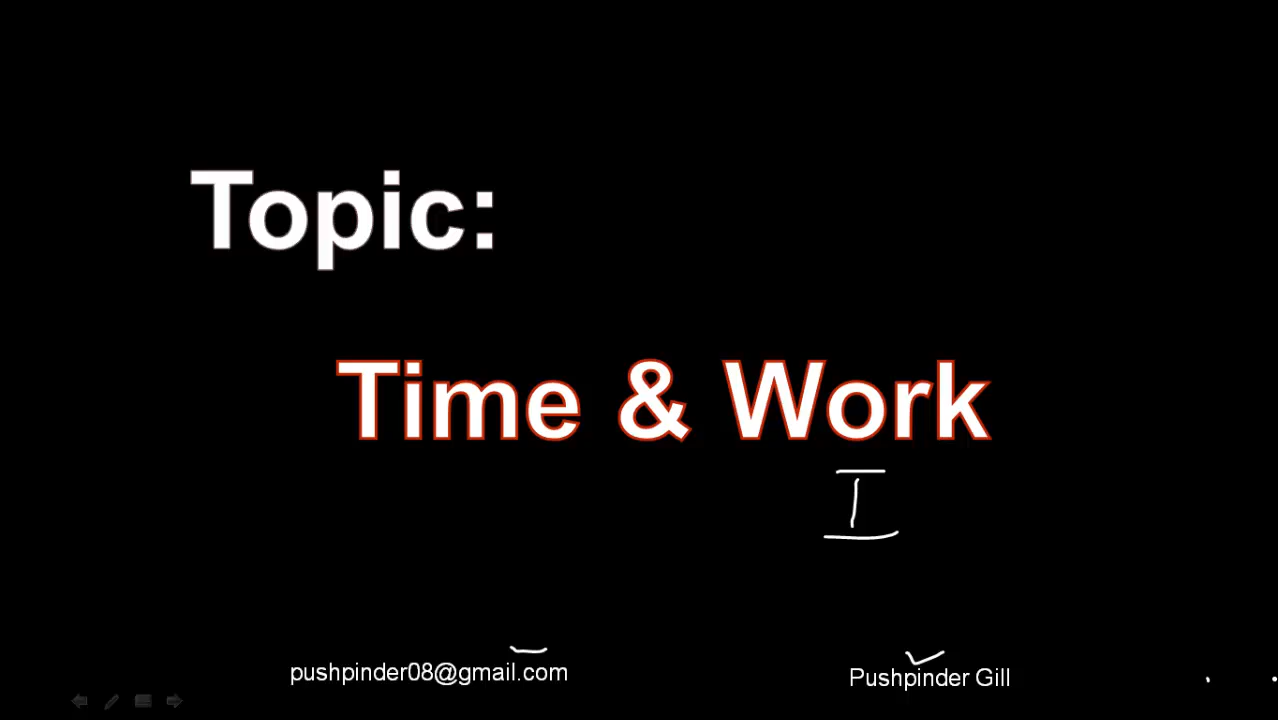 Topic:
Time & Work
I
pushpinder08@gmail.com
Pushpinder Gill